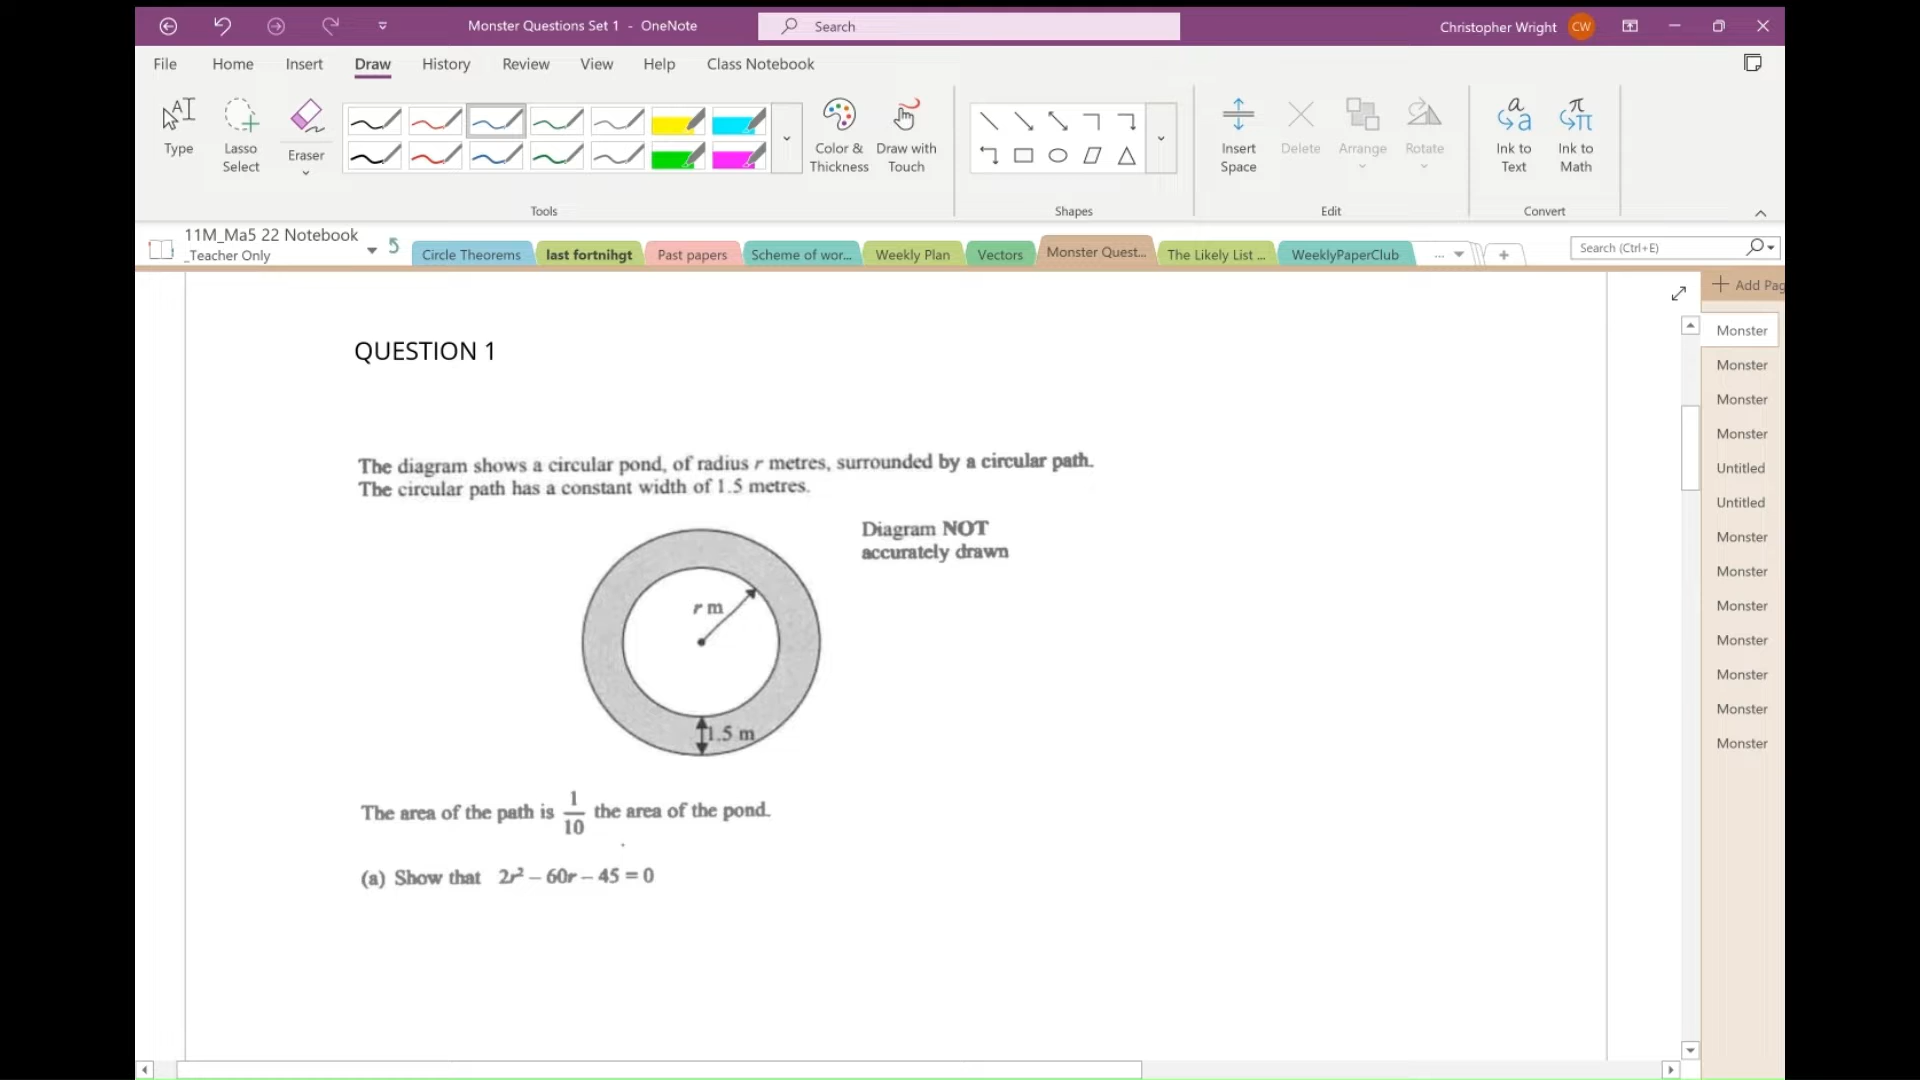 Monster Questions Set 1 - OneNote
Search
Christopher Wright
CW
File Home Insert Draw History Review View Help Class Notebook
Type
Lasso Select
Eraser
Color & Thickness
Draw with Touch
Insert Space
Delete
Arrange
Rotate
Ink to Text
Ink to Math
Tools
Shapes
Edit
Convert
11M_Ma5 22 Notebook
_Teacher Only
Circle Theorems
last fortnihgt
Past papers
Scheme of wor...
Weekly Plan
Vectors
Monster Quest...
The Likely List ...
WeeklyPaperClub
...
Search (Ctrl+E)
Add Pag
QUESTION 1
The diagram shows a circular pond, of radius r metres, surrounded by a circular path.
The circular path has a constant width of 1.5 metres.
Diagram NOT
accurately drawn
r m
1.5 m
The area of the path is 1/10 the area of the pond.
(a) Show that 2r² – 60r – 45 = 0
Monster
Monster
Monster
Monster
Untitled
Untitled
Monster
Monster
Monster
Monster
Monster
Monster
Monster